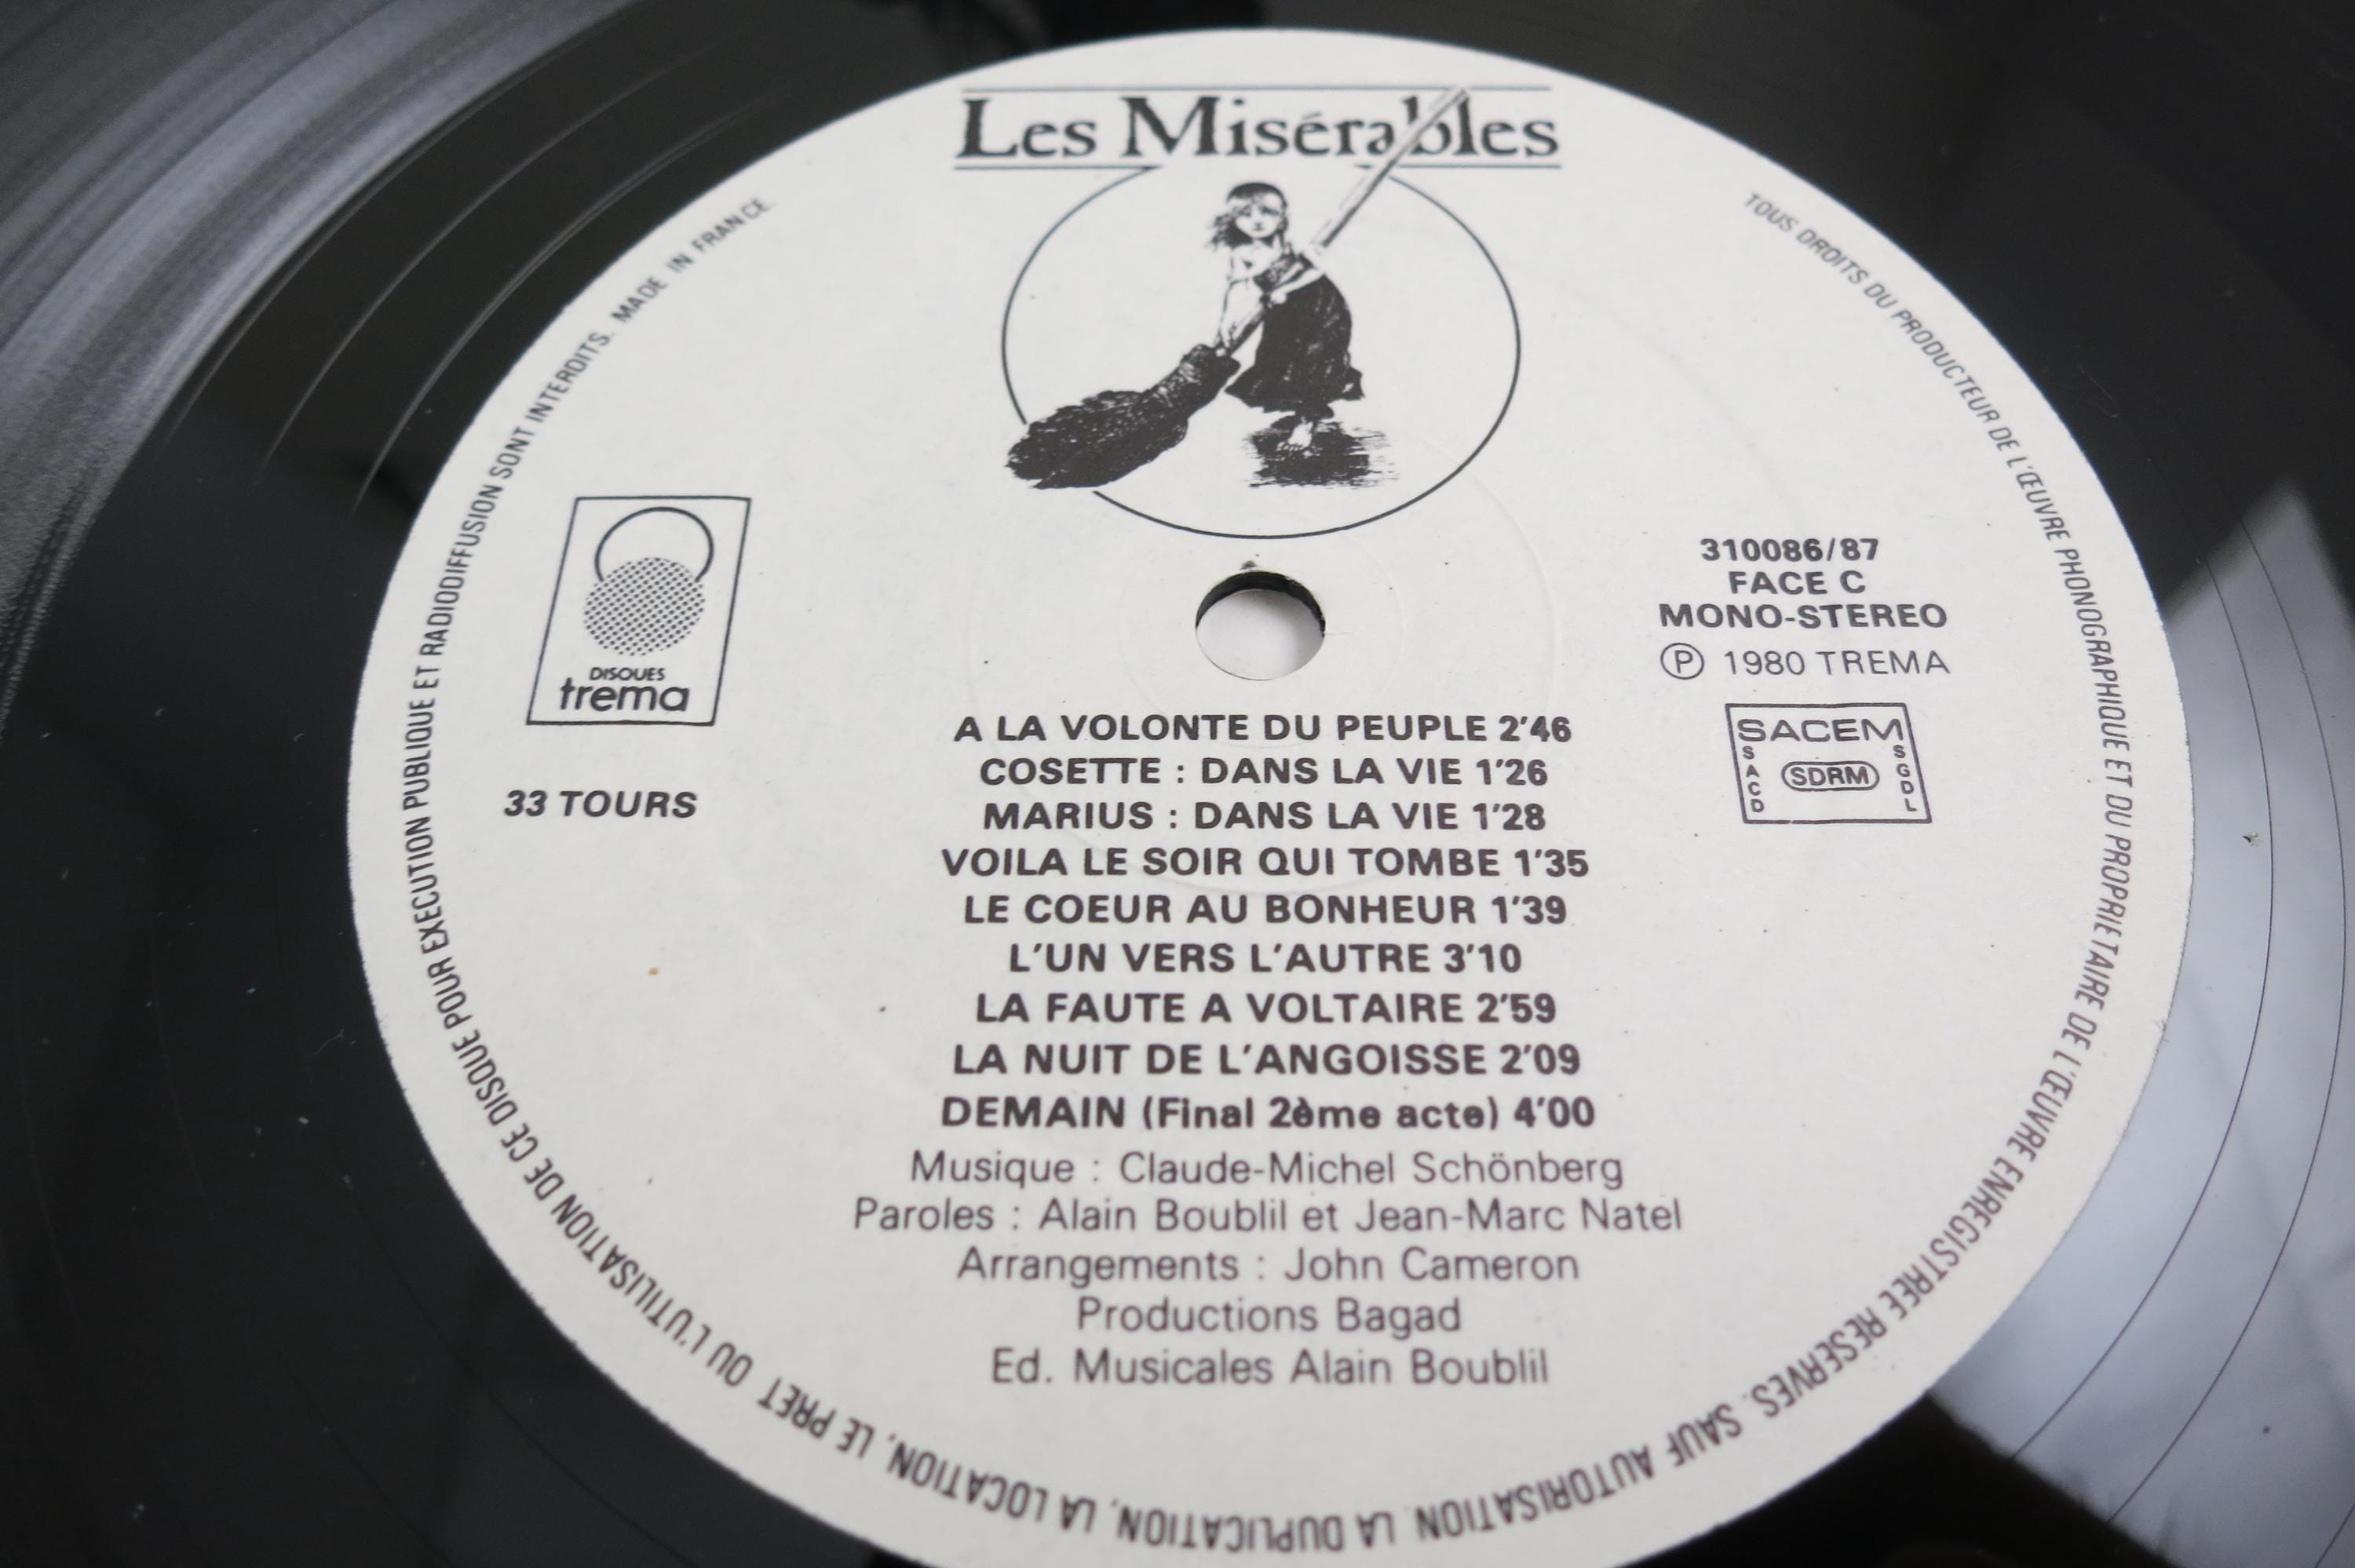 Les Misérables
DISQUES
trema
33 TOURS
310086/87
FACE C
MONO-STEREO
Ⓟ 1980 TREMA
SACEM
SACD
SDRM
SGDL
A LA VOLONTE DU PEUPLE 2'46
COSETTE : DANS LA VIE 1'26
MARIUS : DANS LA VIE 1'28
VOILA LE SOIR QUI TOMBE 1'35
LE COEUR AU BONHEUR 1'39
L'UN VERS L'AUTRE 3'10
LA FAUTE A VOLTAIRE 2'59
LA NUIT DE L'ANGOISSE 2'09
DEMAIN (Final 2ème acte) 4'00
Musique : Claude-Michel Schönberg
Paroles : Alain Boublil et Jean-Marc Natel
Arrangements : John Cameron
Productions Bagad
Ed. Musicales Alain Boublil
TOUS DROITS DU PRODUCTEUR DE L'ŒUVRE PHONOGRAPHIQUE ET DU PROPRIETAIRE DE L'ŒUVRE ENREGISTREE RESERVES. SAUF AUTORISATION, LA DUPLICATION, LA LOCATION, LE PRET OU L'UTILISATION DE CE DISQUE POUR EXECUTION PUBLIQUE ET RADIODIFFUSION SONT INTERDITS. MADE IN FRANCE.